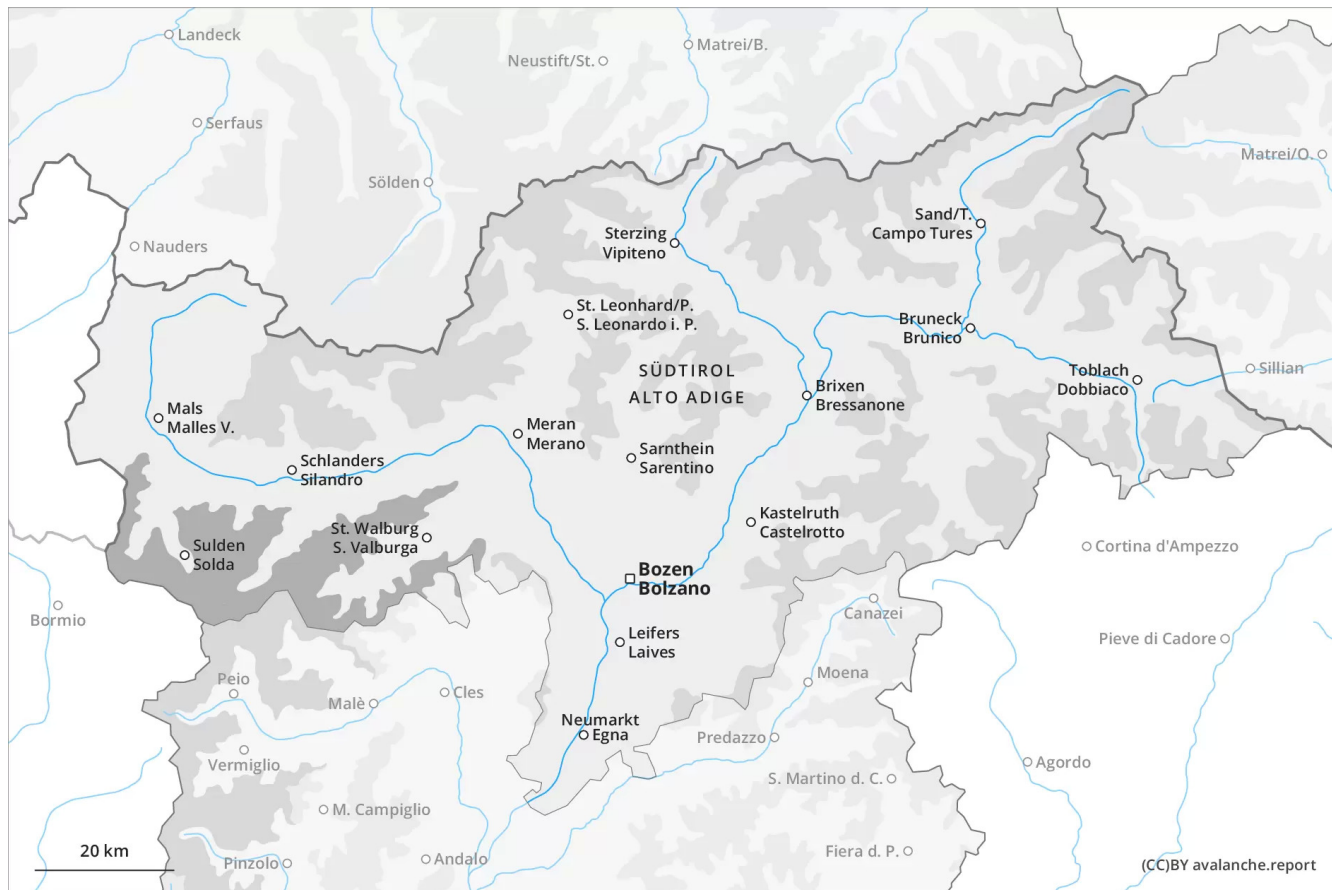 Landeck
Matrei/B.
Neustift/St.
Serfaus
Matrei/O.
Sölden
Sand/T.
Campo Tures
Sterzing
Vipiteno
Nauders
St. Leonhard/P.
S. Leonardo i. P.
Bruneck
Brunico
SÜDTIROL
ALTO ADIGE
Toblach
Dobbiaco
Sillian
Brixen
Bressanone
Mals
Malles V.
Meran
Merano
Sarnthein
Sarentino
Schlanders
Silandro
Kastelruth
Castelrotto
St. Walburg
S. Valburga
Sulden
Solda
Cortina d'Ampezzo
Bozen
Bolzano
Bormio
Canazei
Leifers
Laives
Pieve di Cadore
Peio
Moena
Malè
Cles
Neumarkt
Egna
Predazzo
Vermiglio
Agordo
S. Martino d. C.
M. Campiglio
20 km
Pinzolo
Andalo
Fiera d. P.
(CC)BY avalanche.report